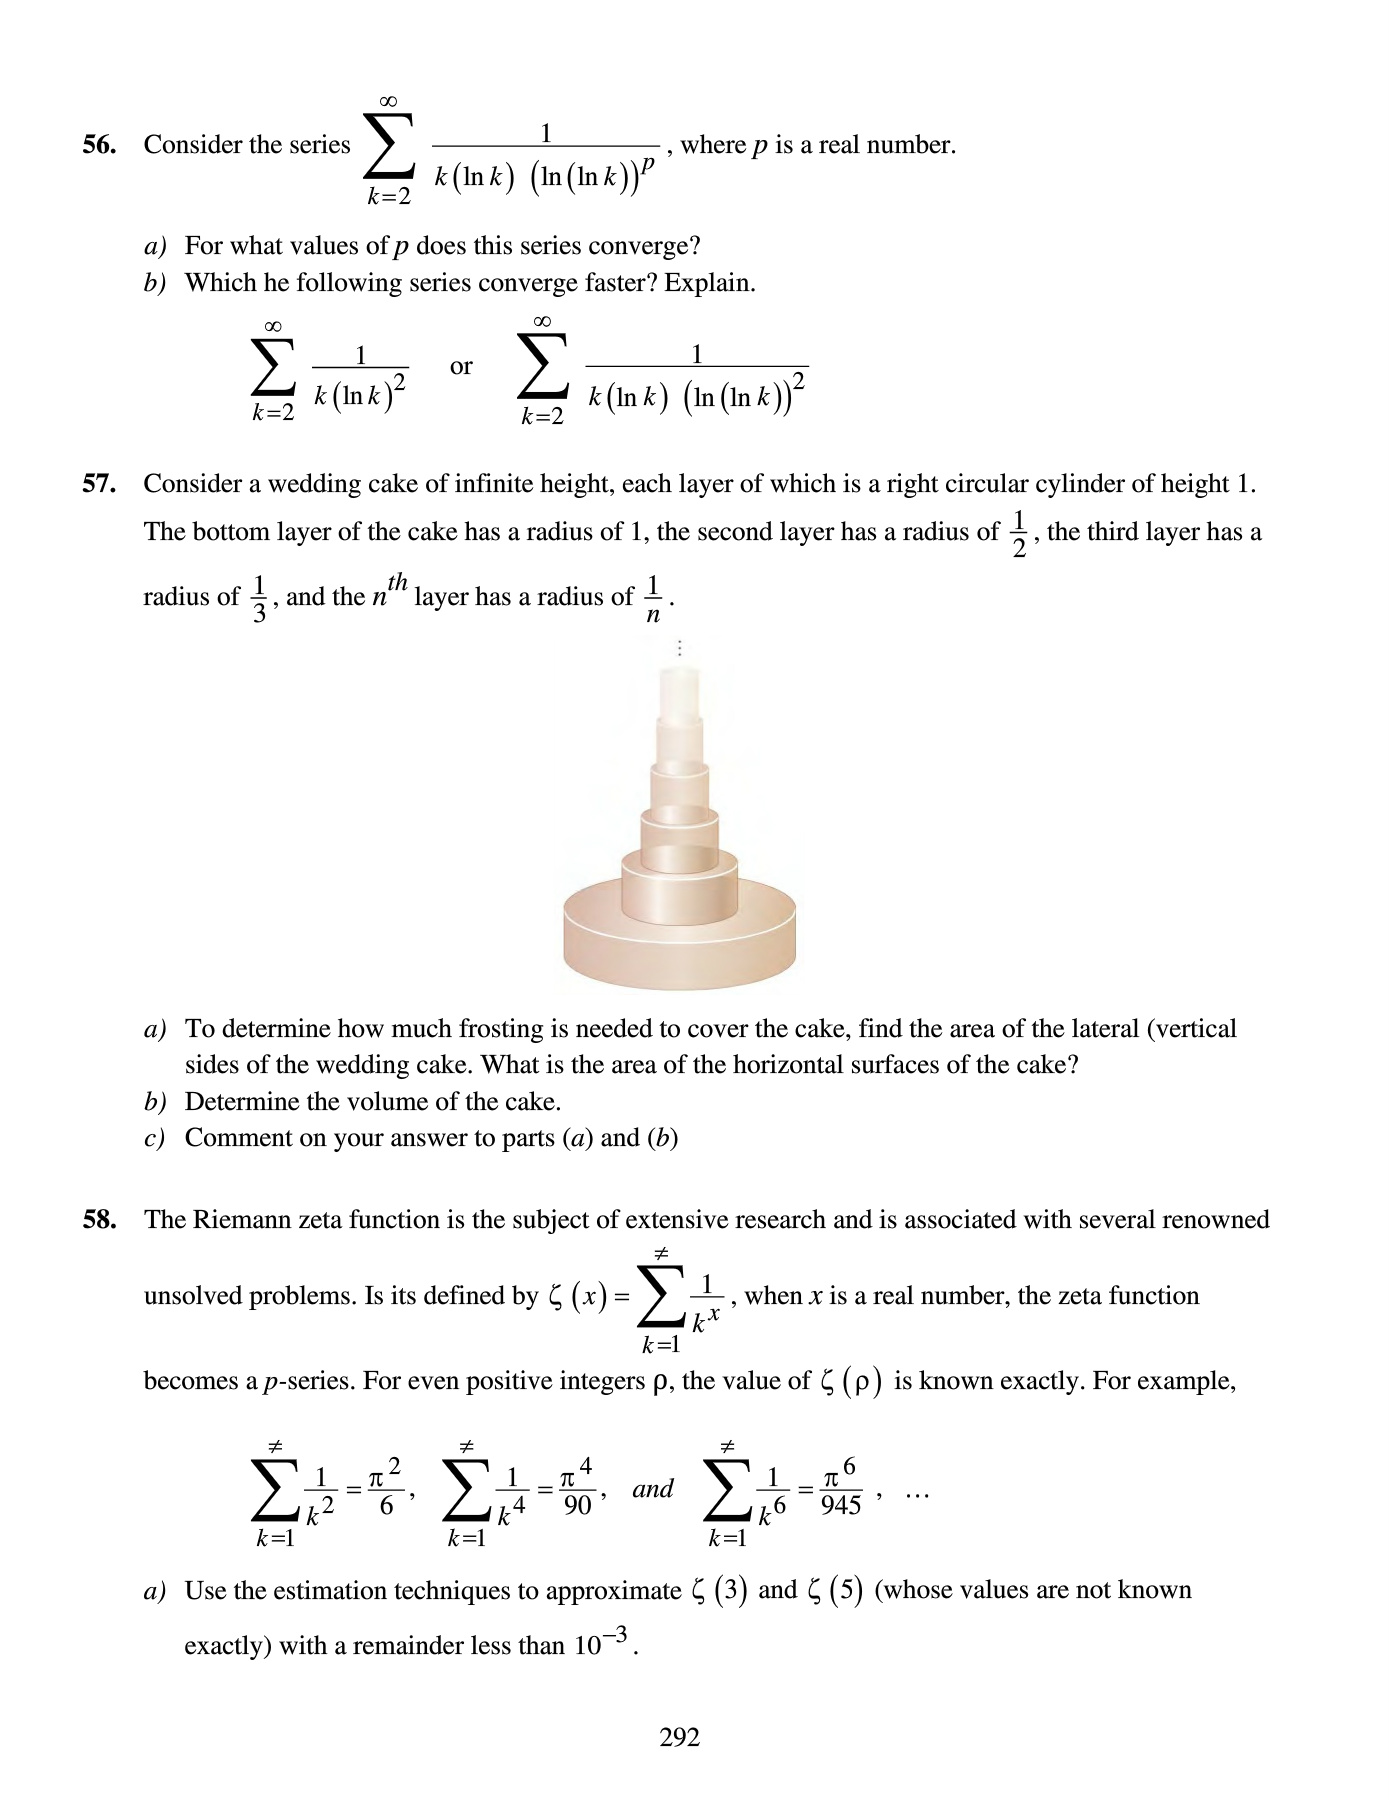 56. Consider the series \sum_{k=2}^{\infty} \frac{1}{k(\ln k)(\ln(\ln k))^p}, where p is a real number.
a) For what values of p does this series converge?
b) Which he following series converge faster? Explain.
\sum_{k=2}^{\infty} \frac{1}{k(\ln k)^2} or \sum_{k=2}^{\infty} \frac{1}{k(\ln k)(\ln(\ln k))^2}
57. Consider a wedding cake of infinite height, each layer of which is a right circular cylinder of height 1.
The bottom layer of the cake has a radius of 1, the second layer has a radius of \frac{1}{2}, the third layer has a
radius of \frac{1}{3}, and the n^{th} layer has a radius of \frac{1}{n}.
⋮
a) To determine how much frosting is needed to cover the cake, find the area of the lateral (vertical
sides of the wedding cake. What is the area of the horizontal surfaces of the cake?
b) Determine the volume of the cake.
c) Comment on your answer to parts (a) and (b)
58. The Riemann zeta function is the subject of extensive research and is associated with several renowned
unsolved problems. Is its defined by ζ(x) = \sum_{k=1}^{≠} \frac{1}{k^x}, when x is a real number, the zeta function
becomes a p-series. For even positive integers ρ, the value of ζ(ρ) is known exactly. For example,
\sum_{k=1}^{≠} \frac{1}{k^2} = \frac{π^2}{6}, \sum_{k=1}^{≠} \frac{1}{k^4} = \frac{π^4}{90}, and \sum_{k=1}^{≠} \frac{1}{k^6} = \frac{π^6}{945}, …
a) Use the estimation techniques to approximate ζ(3) and ζ(5) (whose values are not known
exactly) with a remainder less than 10^{−3}.
292